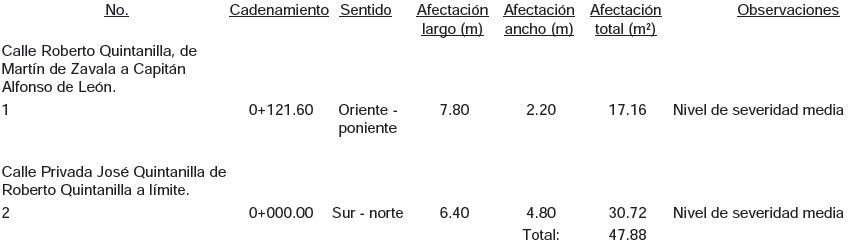 No. Cadenamiento Sentido Afectación largo (m) Afectación ancho (m) Afectación total (m²) Observaciones
Calle Roberto Quintanilla, de
Martín de Zavala a Capitán
Alfonso de León.
1 0+121.60 Oriente - poniente 7.80 2.20 17.16 Nivel de severidad media
Calle Privada José Quintanilla de
Roberto Quintanilla a límite.
2 0+000.00 Sur - norte 6.40 4.80 30.72 Nivel de severidad media
Total: 47.88